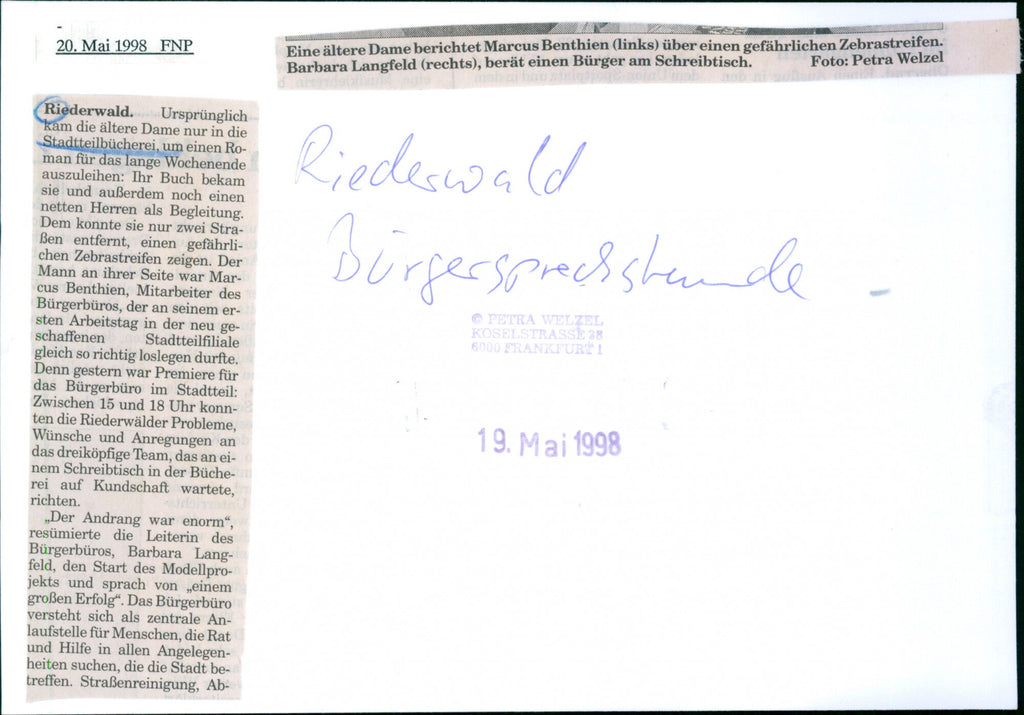 20. Mai 1998 FNP
Eine ältere Dame berichtet Marcus Benthien (links) über einen gefährlichen Zebrastreifen.
Barbara Langfeld (rechts), berät einen Bürger am Schreibtisch. Foto: Petra Welzel
Riederwald. Ursprünglich
kam die ältere Dame nur in die
Stadtteilbücherei, um einen Ro-
man für das lange Wochenende
auszuleihen: Ihr Buch bekam
sie und außerdem noch einen
netten Herren als Begleitung.
Dem konnte sie nur zwei Stra-
ßen entfernt, einen gefährli-
chen Zebrastreifen zeigen. Der
Mann an ihrer Seite war Mar-
cus Benthien, Mitarbeiter des
Bürgerbüros, der an seinem er-
sten Arbeitstag in der neu ge-
schaffenen Stadtteilfiliale
gleich so richtig loslegen durfte.
Denn gestern war Premiere für
das Bürgerbüro im Stadtteil:
Zwischen 15 und 18 Uhr konn-
ten die Riederwälder Probleme,
Wünsche und Anregungen an
das dreiköpfige Team, das an ei-
nem Schreibtisch in der Büche-
rei auf Kundschaft wartete,
richten.
„Der Andrang war enorm“,
resümierte die Leiterin des
Bürgerbüros, Barbara Lang-
feld, den Start des Modellpro-
jekts und sprach von „einem
großen Erfolg“. Das Bürgerbüro
versteht sich als zentrale An-
laufstelle für Menschen, die Rat
und Hilfe in allen Angelegen-
heiten suchen, die die Stadt be-
treffen. Straßenreinigung, Ab-
Riederwald
Bürgersprechstunde
© PETRA WELZEL
KOSELSTRASSE 38
6000 FRANKFURT 1
19. Mai 1998